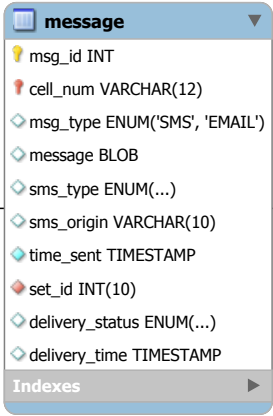 message
msg_id INT
cell_num VARCHAR(12)
msg_type ENUM('SMS', 'EMAIL')
message BLOB
sms_type ENUM(...)
sms_origin VARCHAR(10)
time_sent TIMESTAMP
set_id INT(10)
delivery_status ENUM(...)
delivery_time TIMESTAMP
Indexes